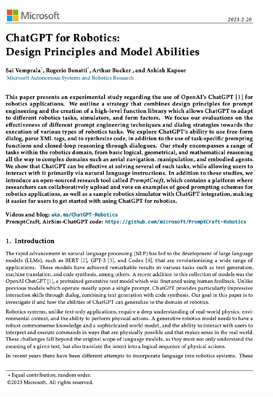 Microsoft
2023-2-20
ChatGPT for Robotics:
Design Principles and Model Abilities
Sai Vemprala*, Rogerio Bonatti*, Arthur Bucker, and Ashish Kapoor
Microsoft Autonomous Systems and Robotics Research
This paper presents an experimental study regarding the use of OpenAI's ChatGPT [1] for robotics
applications. We outline a strategy that combines design principles for prompt
engineering and the creation of a high-level function library which allows ChatGPT to adapt
to different robotics tasks, simulators, and form factors. We focus our evaluations on the
effectiveness of different prompt engineering techniques and dialog strategies towards the
execution of various types of robotics tasks. We explore ChatGPT's ability to use free-form
dialog, parse XML tags, and to synthesize code, in addition to the use of task-specific prompting
functions and closed-loop reasoning through dialogues. Our study encompasses a range of
tasks within the robotics domain, from basic logical, geometrical, and mathematical reasoning
all the way to complex domains such as aerial navigation, manipulation, and embodied agents.
We show that ChatGPT can be effective at solving several of such tasks, while allowing users to
interact with it primarily via natural language instructions. In addition to these studies, we
introduce an open-sourced research tool called PromptCraft, which contains a platform where
researchers can collaboratively upload and vote on examples of good prompting schemes for
robotics applications, as well as a sample robotics simulator with ChatGPT integration, making
it easier for users to get started with using ChatGPT for robotics.
Videos and blog: aka.ms/ChatGPT-Robotics
PromptCraft, AirSim-ChatGPT code: https://github.com/microsoft/PromptCraft-Robotics
1. Introduction
The rapid advancement in natural language processing (NLP) has led to the development of large language
models (LLMs), such as BERT [2], GPT-3 [3], and Codex [4], that are revolutionizing a wide range of
applications. These models have achieved remarkable results in various tasks such as text generation,
machine translation, and code synthesis, among others. A recent addition to this collection of models was the
OpenAI ChatGPT [1], a pretrained generative text model which was finetuned using human feedback. Unlike
previous models which operate mostly upon a single prompt, ChatGPT provides particularly impressive
interaction skills through dialog, combining text generation with code synthesis. Our goal in this paper is to
investigate if and how the abilities of ChatGPT can generalize to the domain of robotics.
Robotics systems, unlike text-only applications, require a deep understanding of real-world physics, environmental
context, and the ability to perform physical actions. A generative robotics model needs to have a
robust commonsense knowledge and a sophisticated world model, and the ability to interact with users to
interpret and execute commands in ways that are physically possible and that makes sense in the real world.
These challenges fall beyond the original scope of language models, as they must not only understand the
meaning of a given text, but also translate the intent into a logical sequence of physical actions.
In recent years there have been different attempts to incorporate language into robotics systems. These
* Equal contribution, random order.
©2023 Microsoft. All rights reserved.